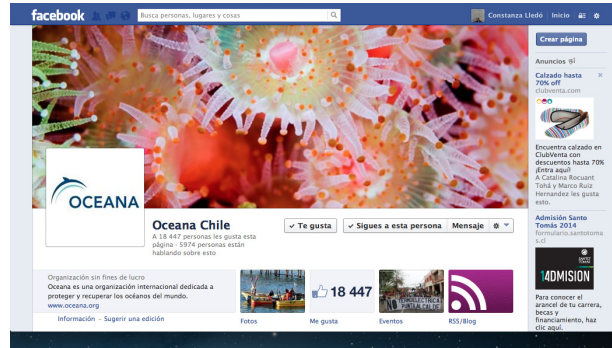 facebook
Busca personas, lugares y cosas
Constanza Lledó Inicio
Crear página
Anuncios
Calzado hasta
70% off
clubventa.com
Encuentra calzado en
ClubVenta con
descuentos hasta 70%
¡Entra aquí!
A Catalina Rocuant
Tohá y Marco Ruiz
Hernandez les gusta
esto.
Admisión Santo
Tomás 2014
formulario.santotoma
s.cl
SANTO
TOMÁS
14DMISION
Para conocer el
arancel de tu carrera,
becas y
financiamiento, haz
clic aquí.
OCEANA
Oceana Chile
A 18 447 personas les gusta esta
página · 5974 personas están
hablando sobre esto
Te gusta
Sigues a esta persona
Mensaje
Organización sin fines de lucro
Oceana es una organización internacional dedicada a
proteger y recuperar los océanos del mundo.
www.oceana.org
Información - Sugerir una edición
18 447
Fotos
Me gusta
Eventos
RSS/Blog